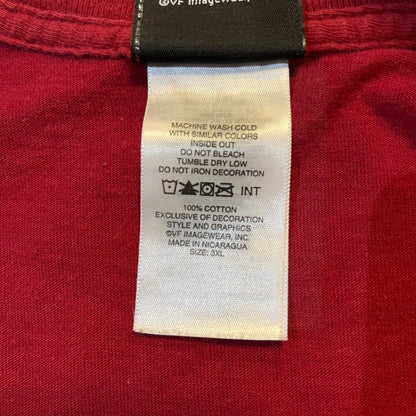 ©VF Imagewear,
MACHINE WASH COLD
WITH SIMILAR COLORS
INSIDE OUT
DO NOT BLEACH
TUMBLE DRY LOW
DO NOT IRON DECORATION
INT
100% COTTON
EXCLUSIVE OF DECORATION
STYLE AND GRAPHICS
©VF IMAGEWEAR, INC.
MADE IN NICARAGUA
SIZE: 3XL